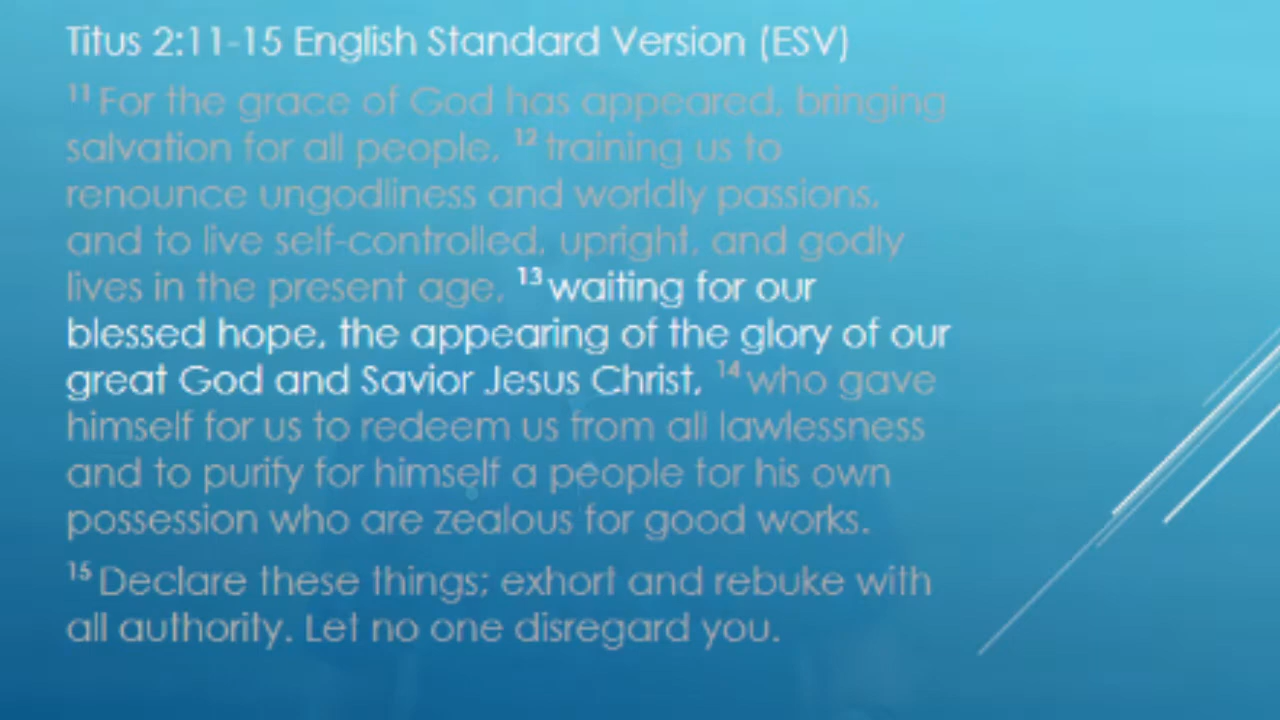 Titus 2:11-15 English Standard Version (ESV)
11 For the grace of God has appeared, bringing
salvation for all people, 12 training us to
renounce ungodliness and worldly passions,
and to live self-controlled, upright, and godly
lives in the present age, 13 waiting for our
blessed hope, the appearing of the glory of our
great God and Savior Jesus Christ, 14 who gave
himself for us to redeem us from all lawlessness
and to purify for himself a people for his own
possession who are zealous for good works.
15 Declare these things; exhort and rebuke with
all authority. Let no one disregard you.